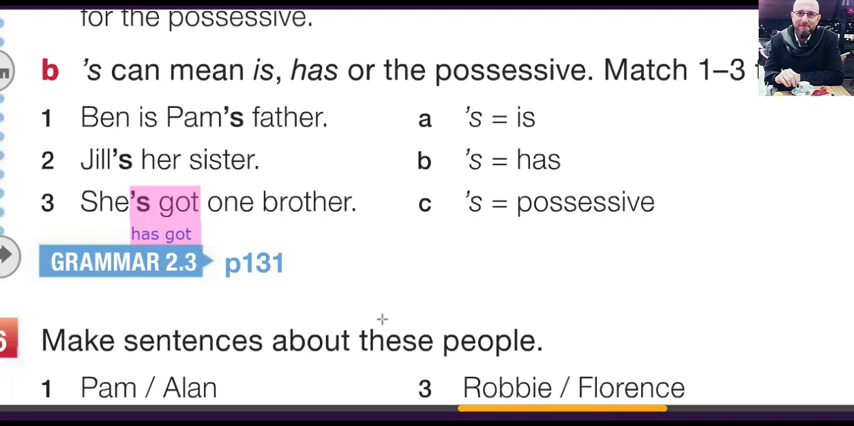 for the possessive.
b 's can mean is, has or the possessive. Match 1–3
1 Ben is Pam's father. a 's = is
2 Jill's her sister. b 's = has
3 She's got one brother. c 's = possessive
has got
GRAMMAR 2.3 p131
Make sentences about these people.
1 Pam / Alan 3 Robbie / Florence